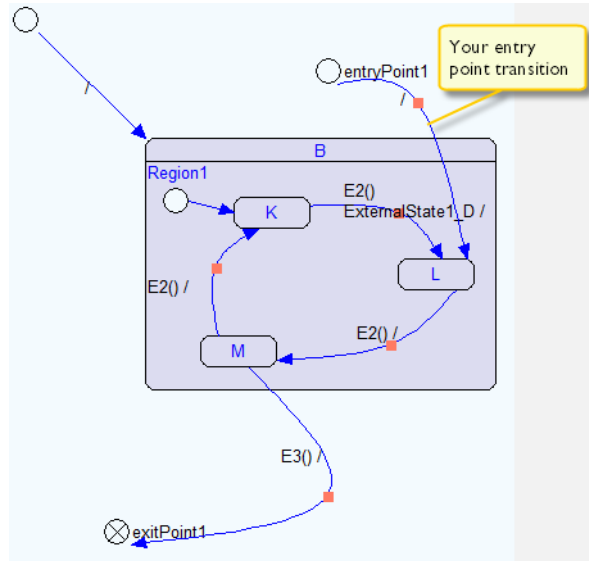 Your entry
point transition
entryPoint1
/
/
B
Region1
E2()
K
ExternalState1_D /
L
E2() /
E2() /
M
E3() /
exitPoint1